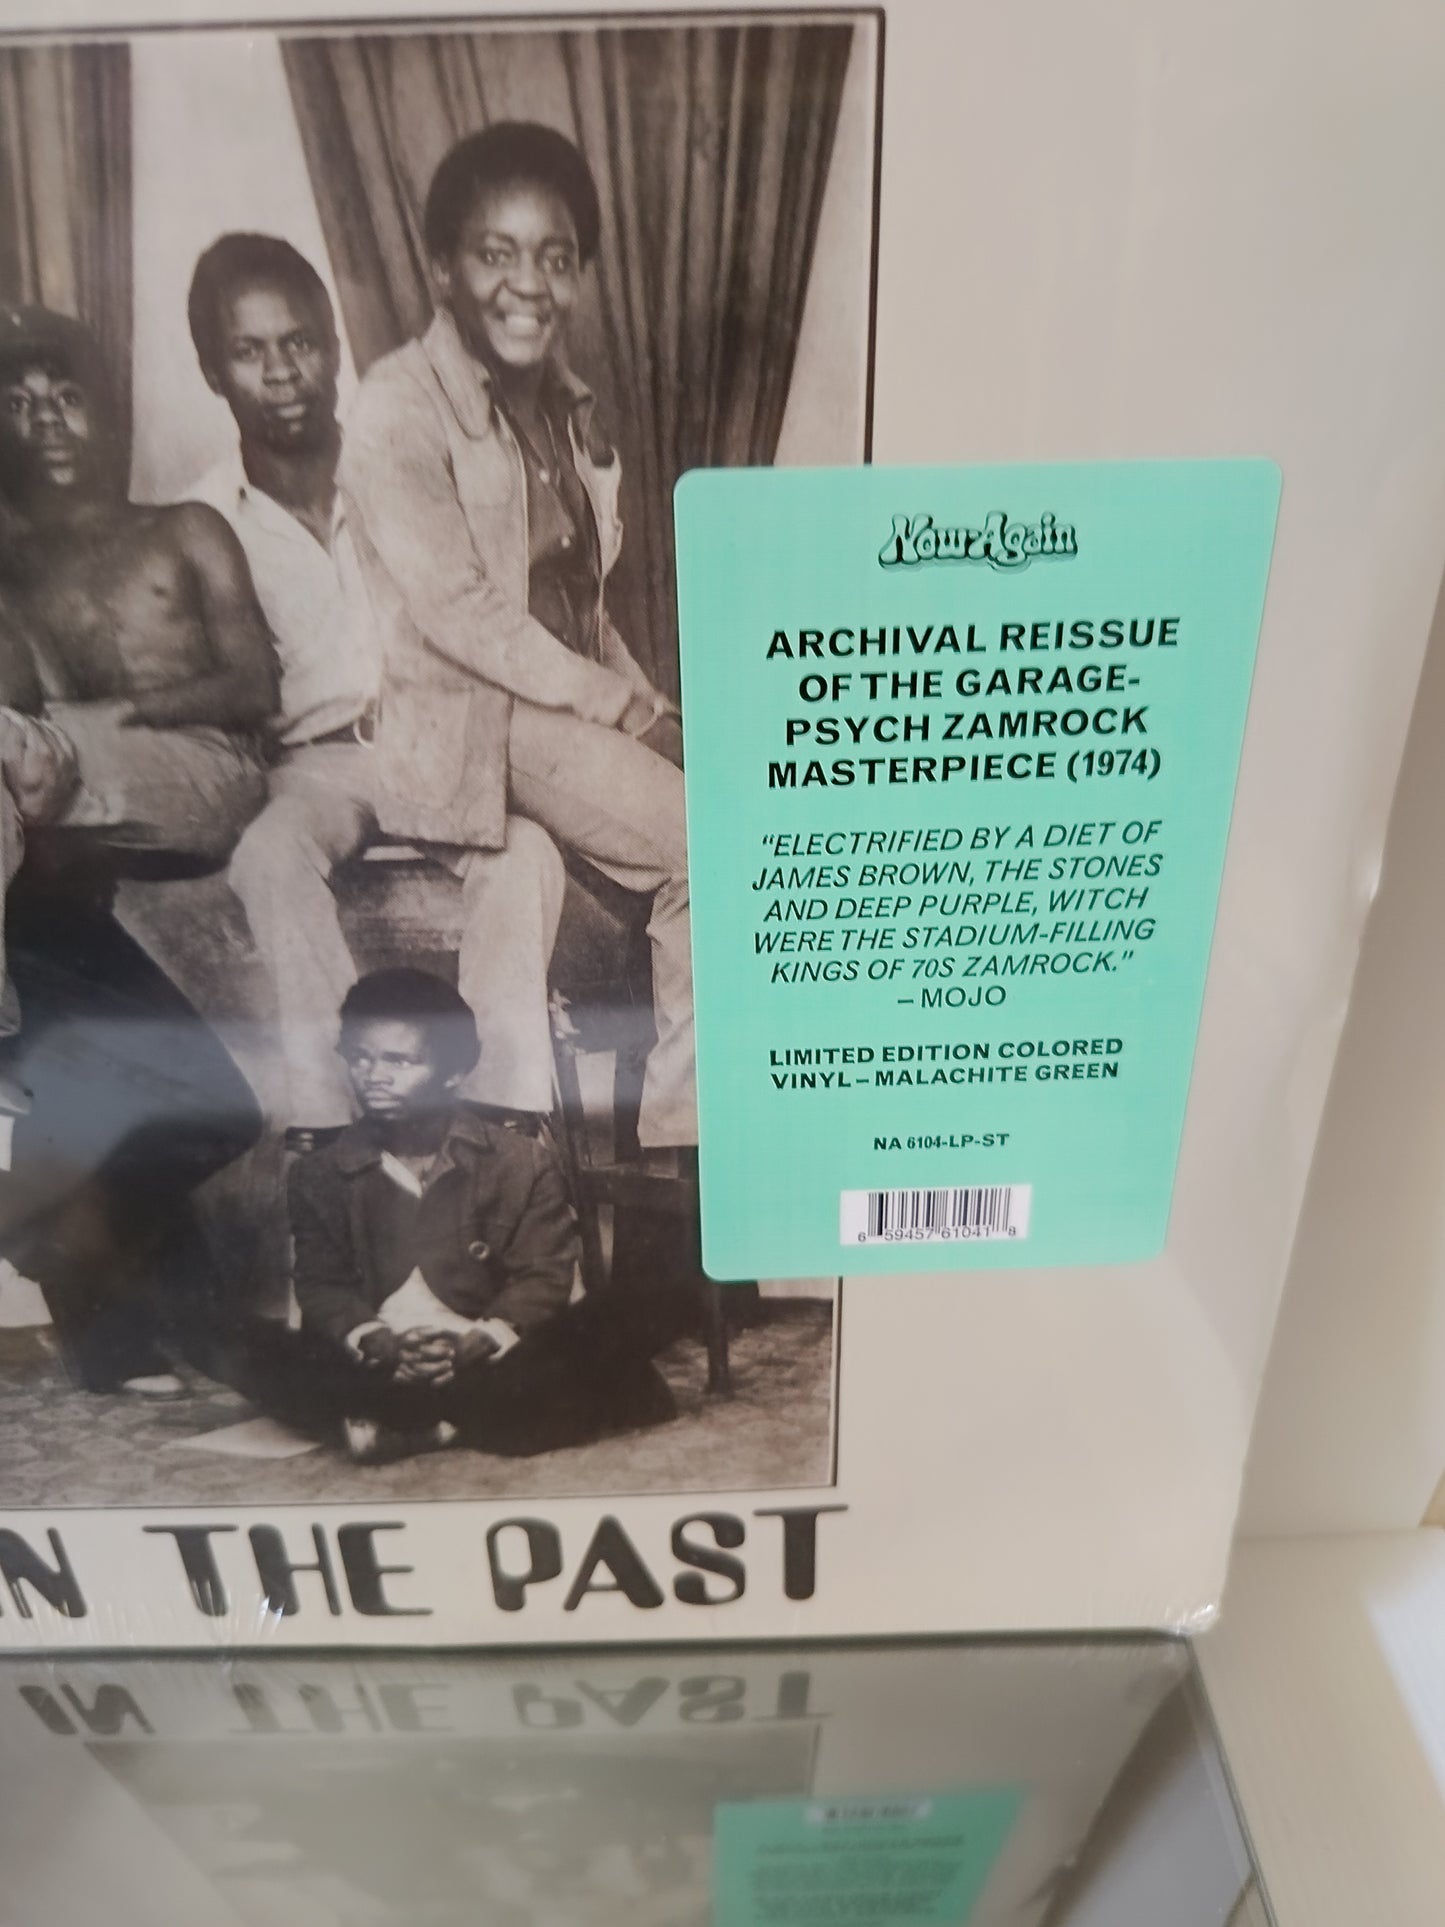 Now-Again
ARCHIVAL REISSUE
OF THE GARAGE-
PSYCH ZAMROCK
MASTERPIECE (1974)
“ELECTRIFIED BY A DIET OF
JAMES BROWN, THE STONES
AND DEEP PURPLE, WITCH
WERE THE STADIUM-FILLING
KINGS OF 70S ZAMROCK.”
– MOJO
LIMITED EDITION COLORED
VINYL – MALACHITE GREEN
NA 6104-LP-ST
6 59457 61041 8
IN THE PAST